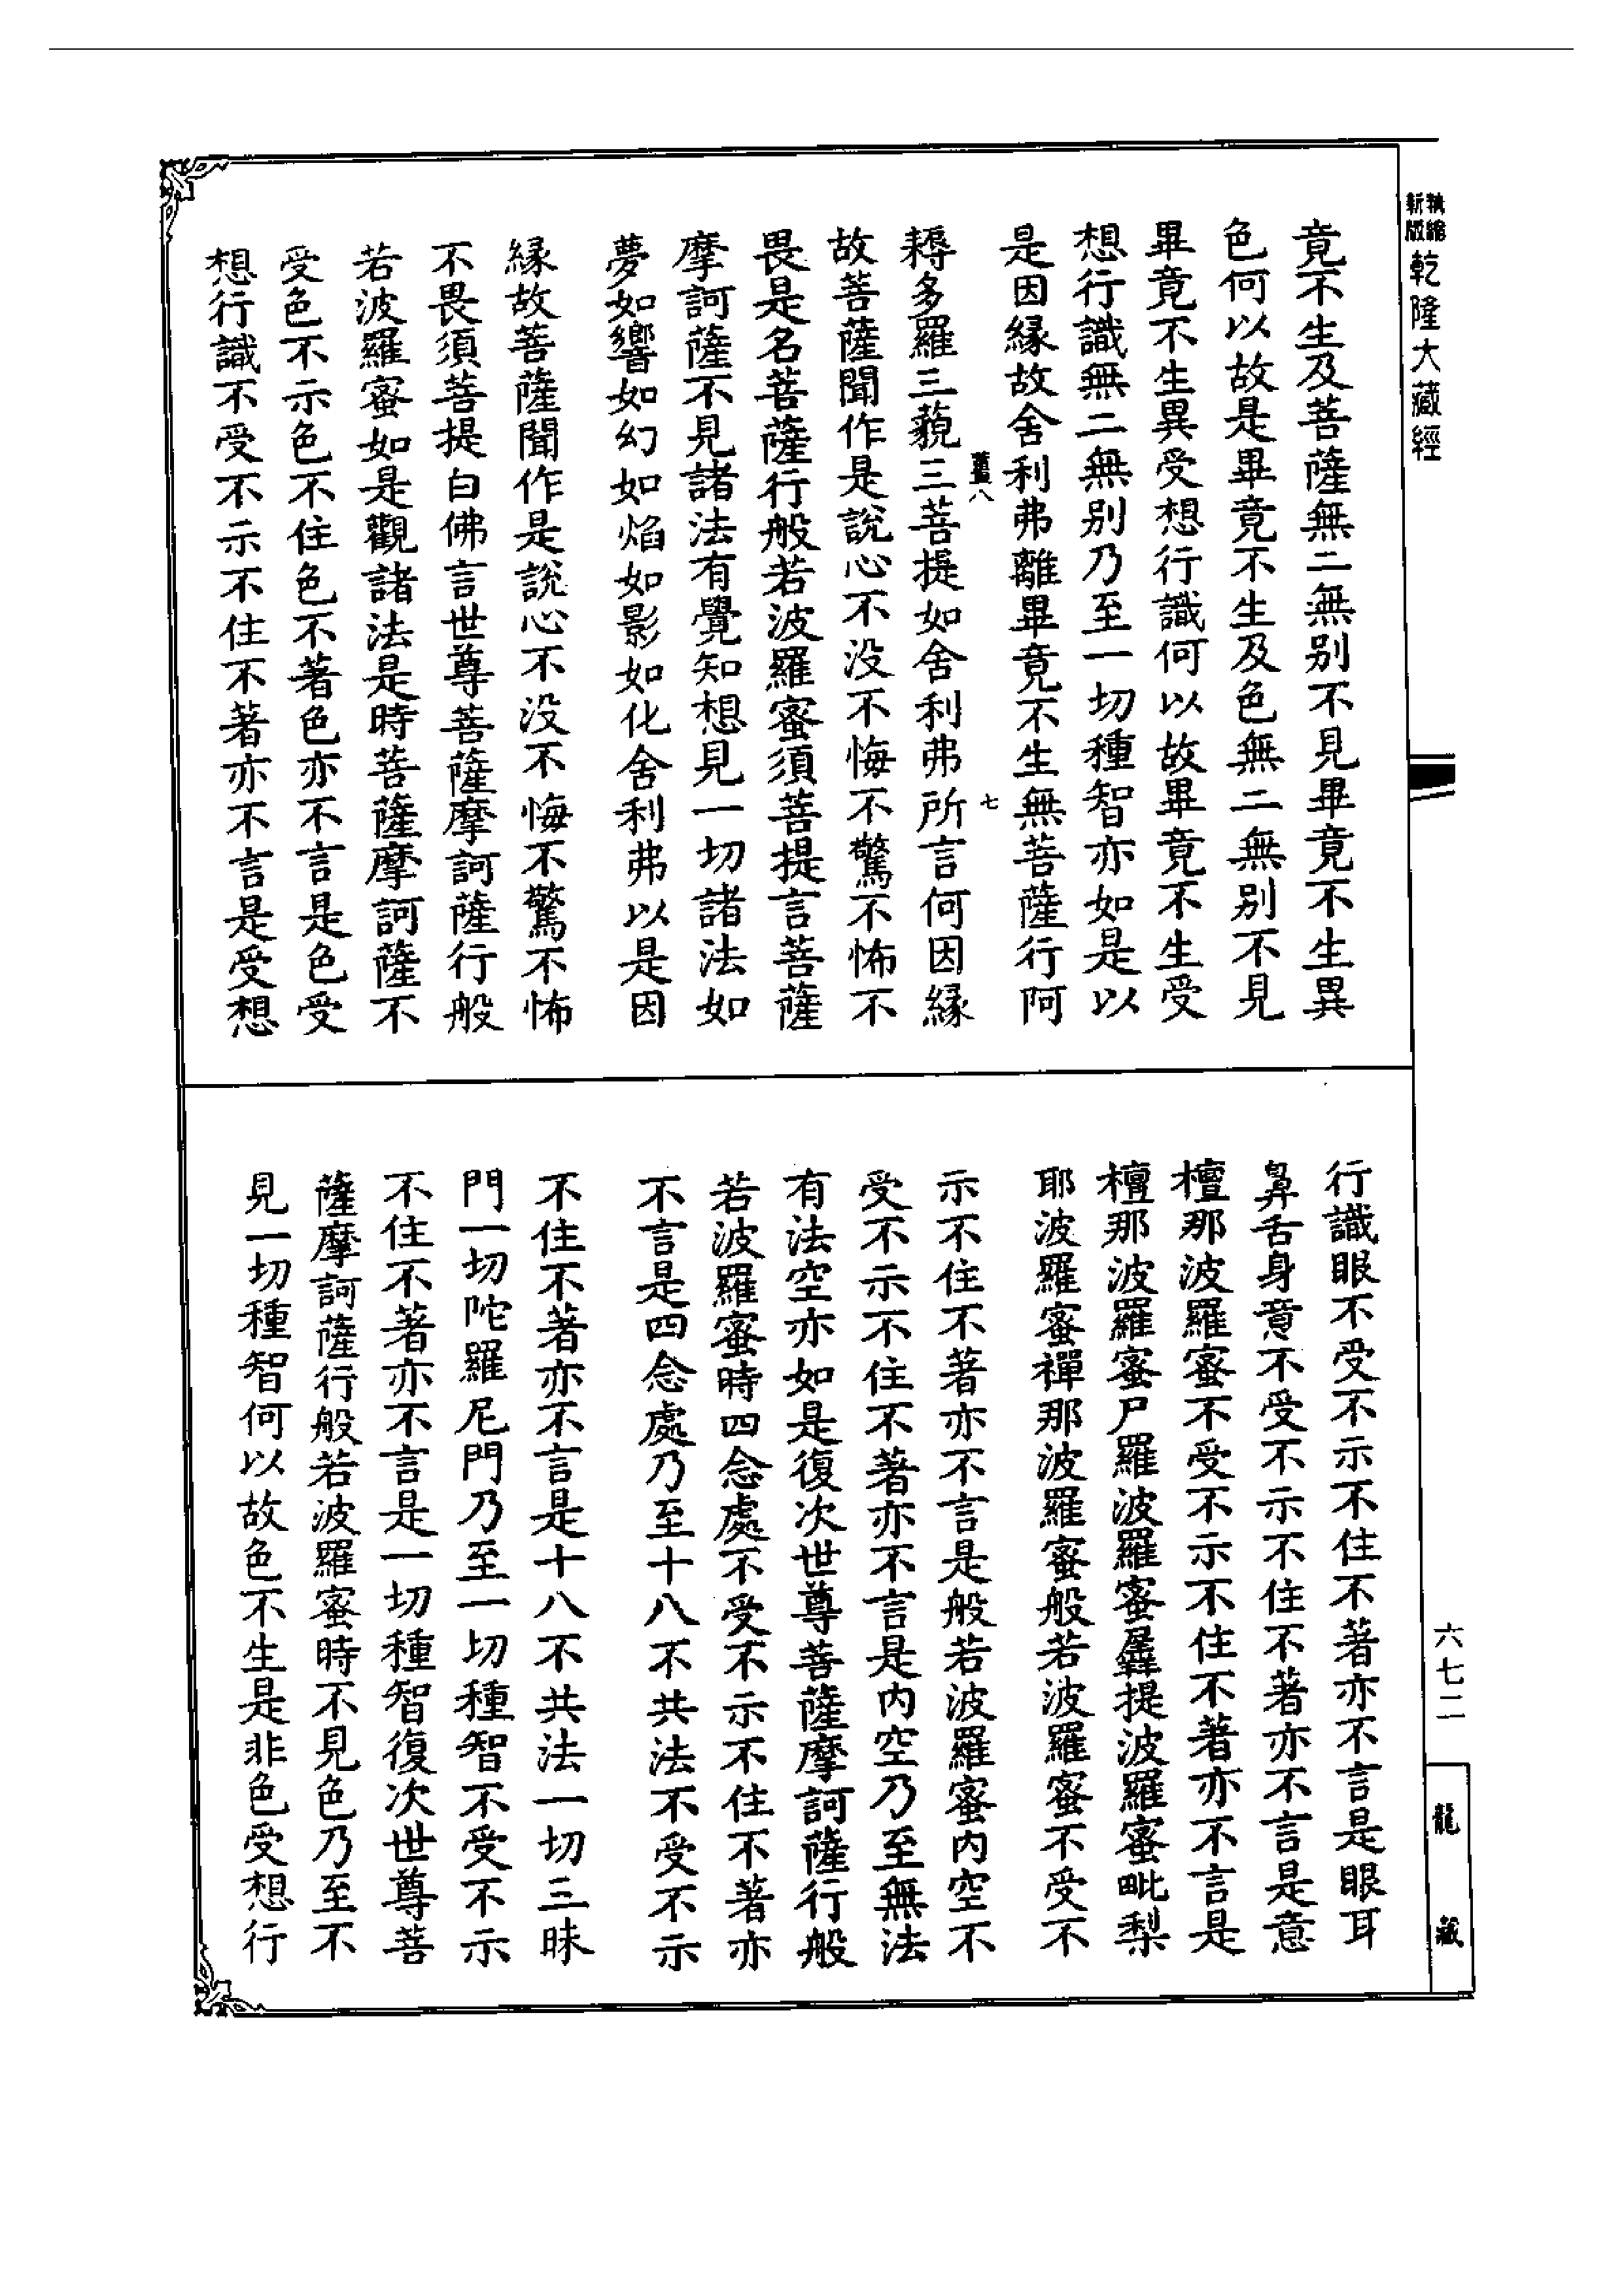 新版
乾隆大藏經
竟不生及菩薩無二無別不見畢竟不生異
色何以故是畢竟不生及色無二無別不見
畢竟不生異受想行識何以故畢竟不生受
想行識無二無別乃至一切種智亦如是以
是因緣故舍利弗離畢竟不生無菩薩行阿
八
七
耨多羅三藐三菩提如舍利弗所言何因緣
故菩薩聞作是說心不没不悔不驚不怖不
畏是名菩薩行般若波羅蜜須菩提言菩薩
摩訶薩不見諸法有覺知想見一切諸法如
夢如響如幻如焰如影如化舍利弗以是因
緣故菩薩聞作是說心不没不悔不驚不怖
不畏須菩提白佛言世尊菩薩摩訶薩行般
若波羅蜜如是觀諸法是時菩薩摩訶薩不
受色不示色不住色不著色亦不言是色受
想行識不受不示不住不著亦不言是受想
行識眼不受不示不住不著亦不言是眼耳
鼻舌身意不受不示不住不著亦不言是意
檀那波羅蜜不受不示不住不著亦不言是
檀那波羅蜜尸羅波羅蜜羼提波羅蜜毗梨
耶波羅蜜禪那波羅蜜般若波羅蜜不受不
示不住不著亦不言是般若波羅蜜内空不
受不示不住不著亦不言是内空乃至無法
有法空亦如是復次世尊菩薩摩訶薩行般
若波羅蜜時四念處不受不示不住不著亦
不言是四念處乃至十八不共法不受不示
不住不著亦不言是十八不共法一切三昧
門一切陀羅尼門乃至一切種智不受不示
不住不著亦不言是一切種智復次世尊菩
薩摩訶薩行般若波羅蜜時不見色乃至不
見一切種智何以故色不生是非色受想行
六七二
龍藏